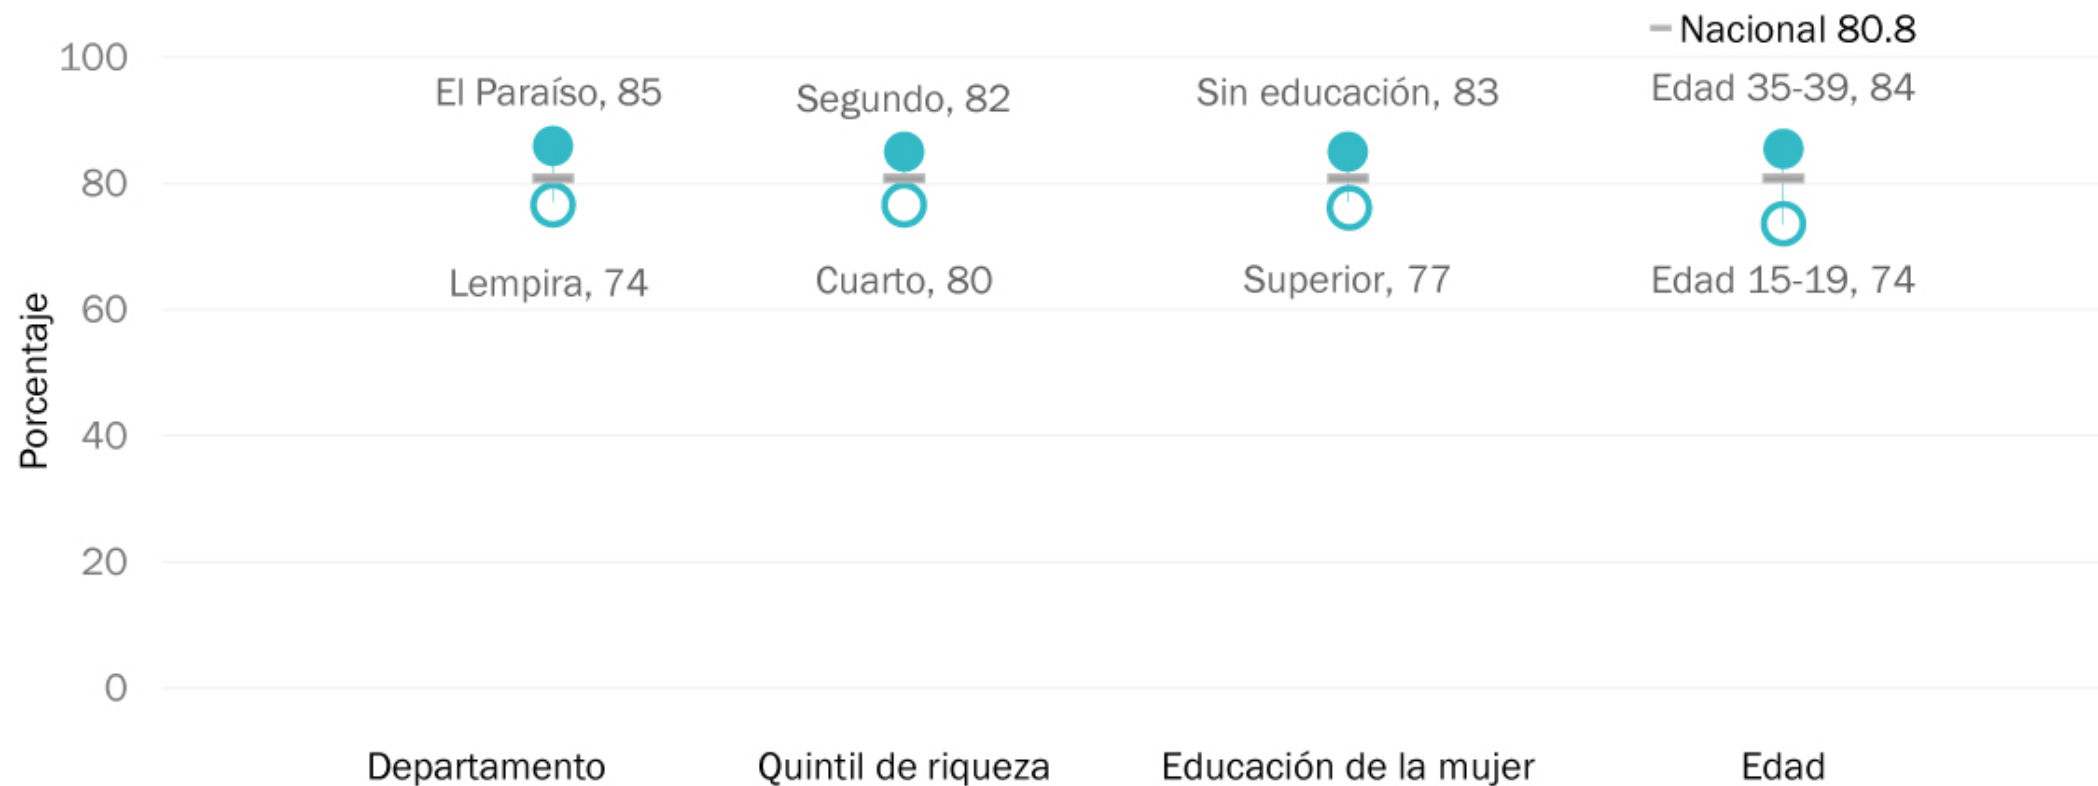 Nacional 80.8
Porcentaje
100
80
60
40
20
0
El Paraíso, 85
Segundo, 82
Sin educación, 83
Edad 35-39, 84
Lempira, 74
Cuarto, 80
Superior, 77
Edad 15-19, 74
Departamento
Quintil de riqueza
Educación de la mujer
Edad